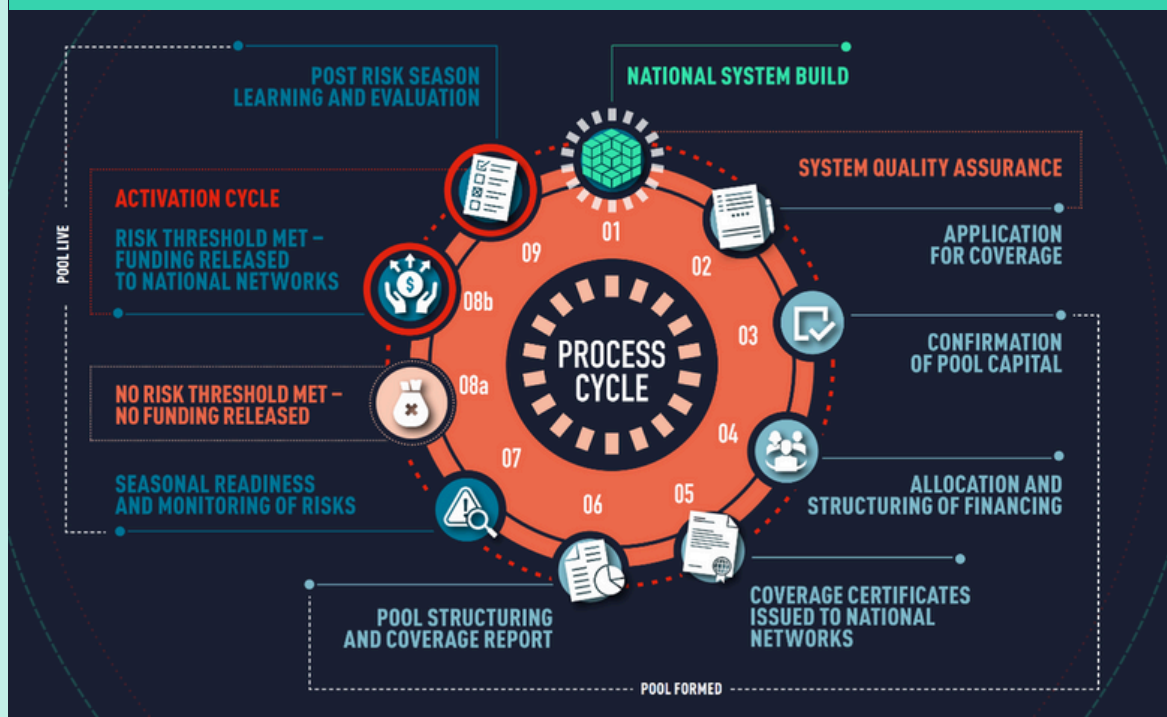 NATIONAL SYSTEM BUILD
SYSTEM QUALITY ASSURANCE
APPLICATION
FOR COVERAGE
CONFIRMATION
OF POOL CAPITAL
ALLOCATION AND
STRUCTURING OF FINANCING
COVERAGE CERTIFICATES
ISSUED TO NATIONAL
NETWORKS
POOL STRUCTURING
AND COVERAGE REPORT
POOL FORMED
SEASONAL READINESS
AND MONITORING OF RISKS
NO RISK THRESHOLD MET –
NO FUNDING RELEASED
ACTIVATION CYCLE
RISK THRESHOLD MET –
FUNDING RELEASED
TO NATIONAL NETWORKS
POST RISK SEASON
LEARNING AND EVALUATION
POOL LIVE
01
02
03
04
05
06
07
08a
08b
09
PROCESS
CYCLE
$